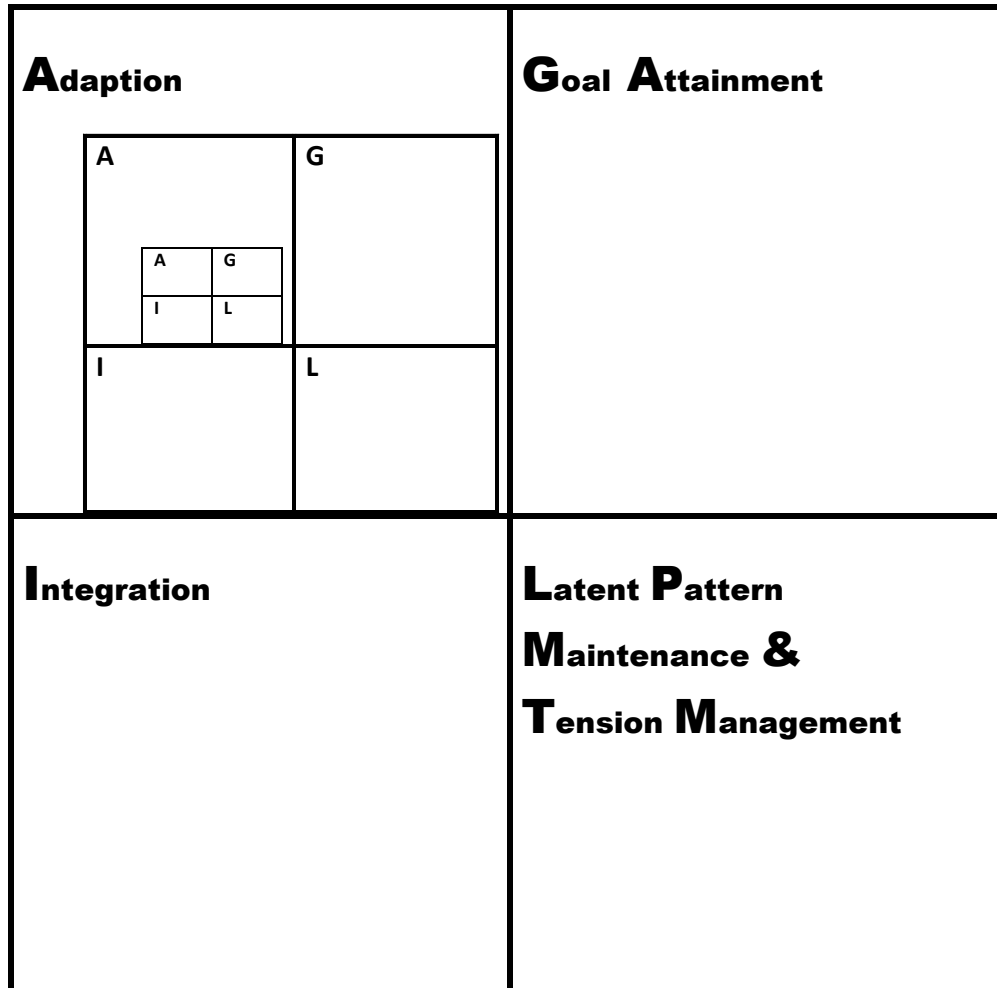 Adaption
Goal Attainment
A
G
A
G
I
L
I
L
Integration
Latent Pattern
Maintenance &
Tension Management